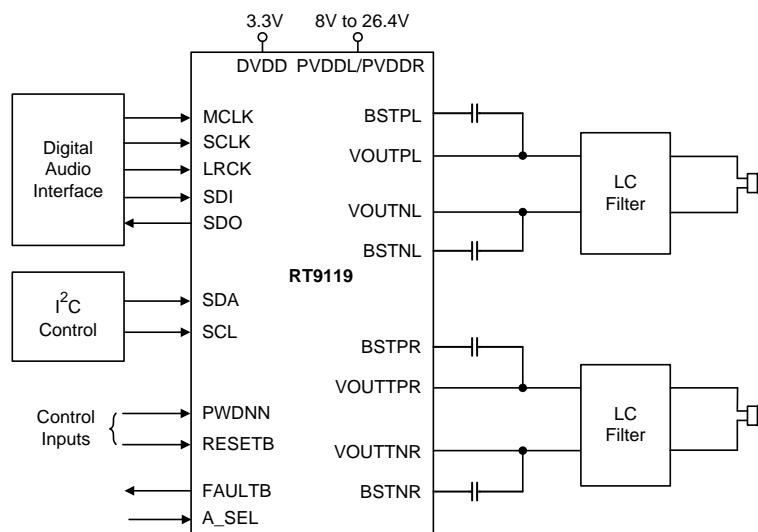 3.3V
8V to 26.4V
DVDD
PVDDL/PVDDR
Digital
Audio
Interface
MCLK
SCLK
LRCK
SDI
SDO
I2C
Control
SDA
SCL
Control
Inputs
PWDNN
RESETB
FAULTB
A_SEL
RT9119
BSTPL
VOUTPL
VOUTNL
BSTNL
BSTPR
VOUTTPR
VOUTTNR
BSTNR
LC
Filter
LC
Filter